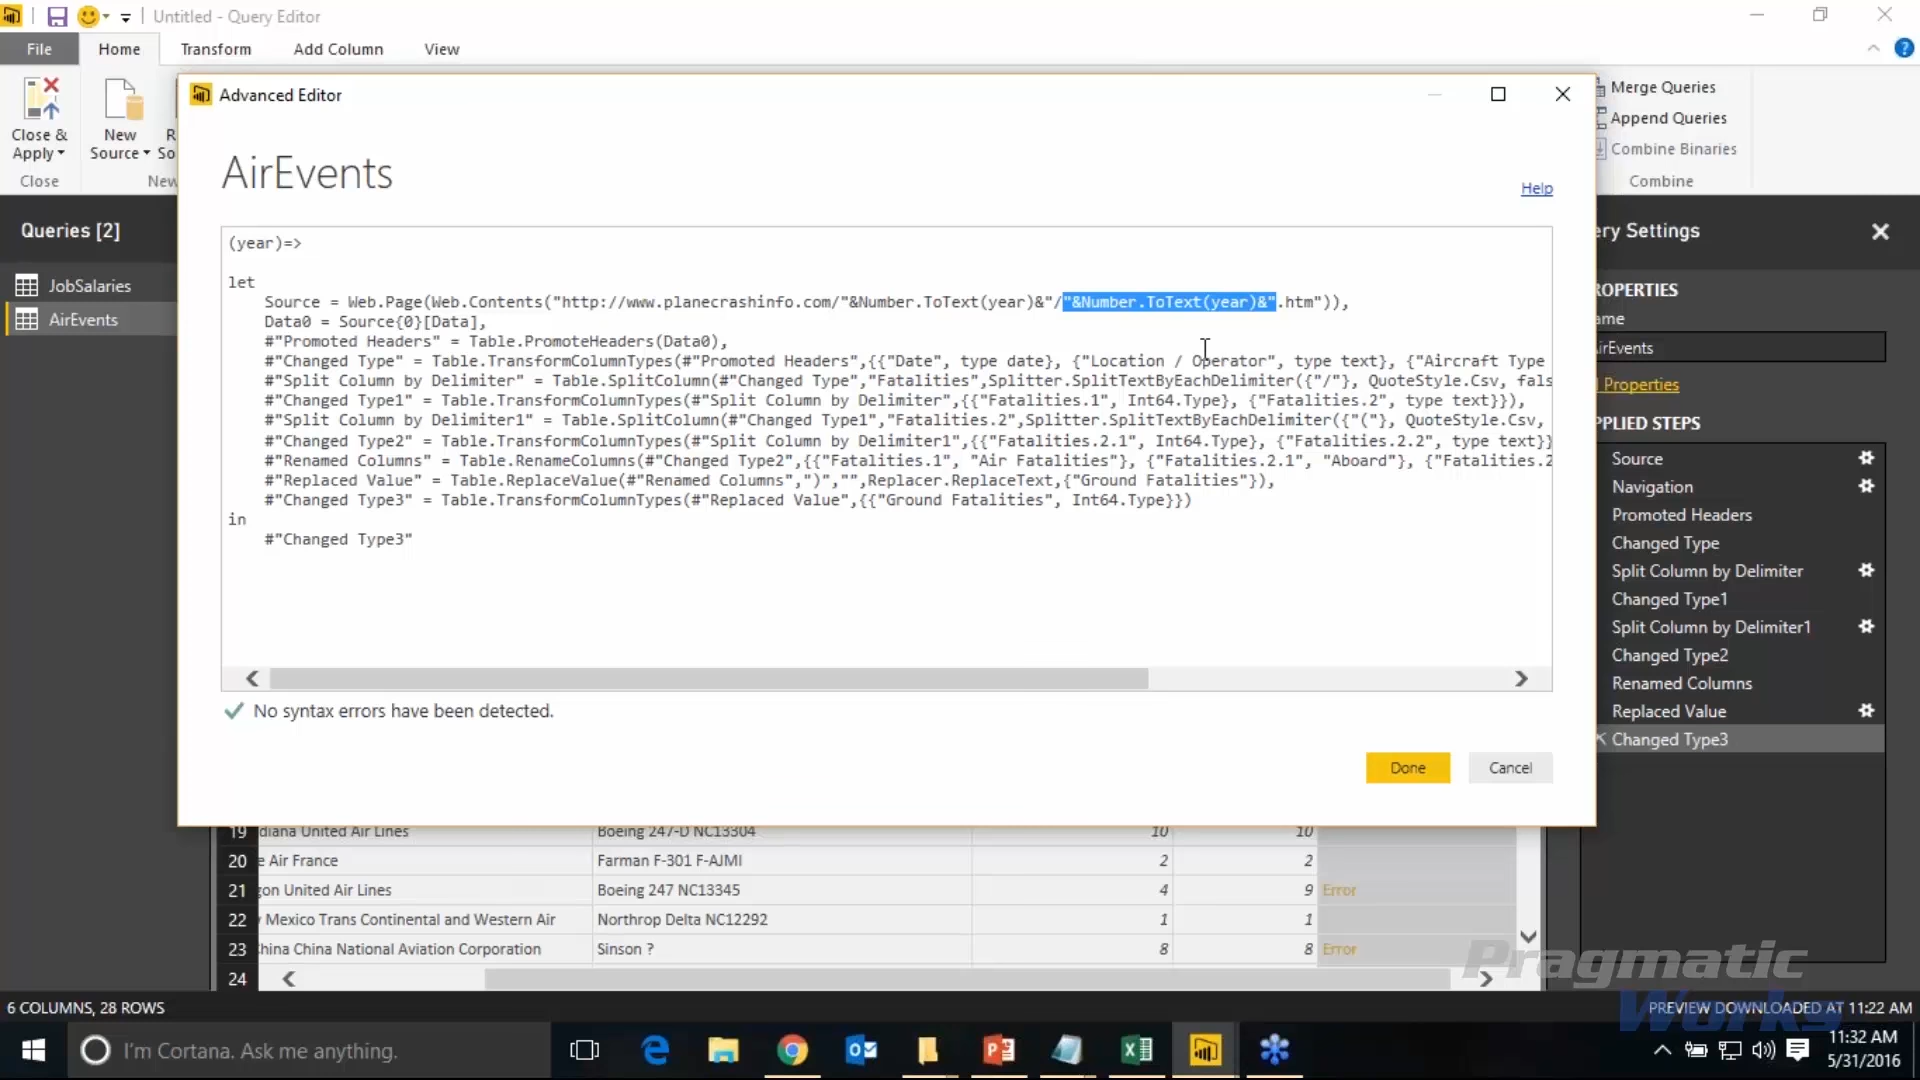 Untitled - Query Editor
File Home Transform Add Column View
Close & Apply
New Source
Close
New
Merge Queries
Append Queries
Combine Binaries
Combine
Advanced Editor
AirEvents
Help
(year)=>
let
Source = Web.Page(Web.Contents("http://www.planecrashinfo.com/"&Number.ToText(year)&"/"&Number.ToText(year)&".htm")),
Data0 = Source{0}[Data],
#"Promoted Headers" = Table.PromoteHeaders(Data0),
#"Changed Type" = Table.TransformColumnTypes(#"Promoted Headers",{{"Date", type date}, {"Location / Operator", type text}, {"Aircraft Type
#"Split Column by Delimiter" = Table.SplitColumn(#"Changed Type","Fatalities",Splitter.SplitTextByEachDelimiter({"/"}, QuoteStyle.Csv, fals
#"Changed Type1" = Table.TransformColumnTypes(#"Split Column by Delimiter",{{"Fatalities.1", Int64.Type}, {"Fatalities.2", type text}}),
#"Split Column by Delimiter1" = Table.SplitColumn(#"Changed Type1","Fatalities.2",Splitter.SplitTextByEachDelimiter({"("}, QuoteStyle.Csv,
#"Changed Type2" = Table.TransformColumnTypes(#"Split Column by Delimiter1",{{"Fatalities.2.1", Int64.Type}, {"Fatalities.2.2", type text}}
#"Renamed Columns" = Table.RenameColumns(#"Changed Type2",{{"Fatalities.1", "Air Fatalities"}, {"Fatalities.2.1", "Aboard"}, {"Fatalities.2
#"Replaced Value" = Table.ReplaceValue(#"Renamed Columns",")","",Replacer.ReplaceText,{"Ground Fatalities"}),
#"Changed Type3" = Table.TransformColumnTypes(#"Replaced Value",{{"Ground Fatalities", Int64.Type}})
in
#"Changed Type3"
No syntax errors have been detected.
Done Cancel
Queries [2]
JobSalaries
AirEvents
ery Settings
ROPERTIES
ame
irEvents
l Properties
PPLIED STEPS
Source
Navigation
Promoted Headers
Changed Type
Split Column by Delimiter
Changed Type1
Split Column by Delimiter1
Changed Type2
Renamed Columns
Replaced Value
Changed Type3
19 diana United Air Lines Boeing 247-D NC13304 10 10
20 e Air France Farman F-301 F-AJMI 2 2
21 gon United Air Lines Boeing 247 NC13345 4 9 Error
22 Mexico Trans Continental and Western Air Northrop Delta NC12292 1 1
23 hina China National Aviation Corporation Sinson ? 8 8 Error
24
Pragmatic
Works
6 COLUMNS, 28 ROWS
PREVIEW DOWNLOADED AT 11:22 AM
I'm Cortana. Ask me anything.
11:32 AM
5/31/2016